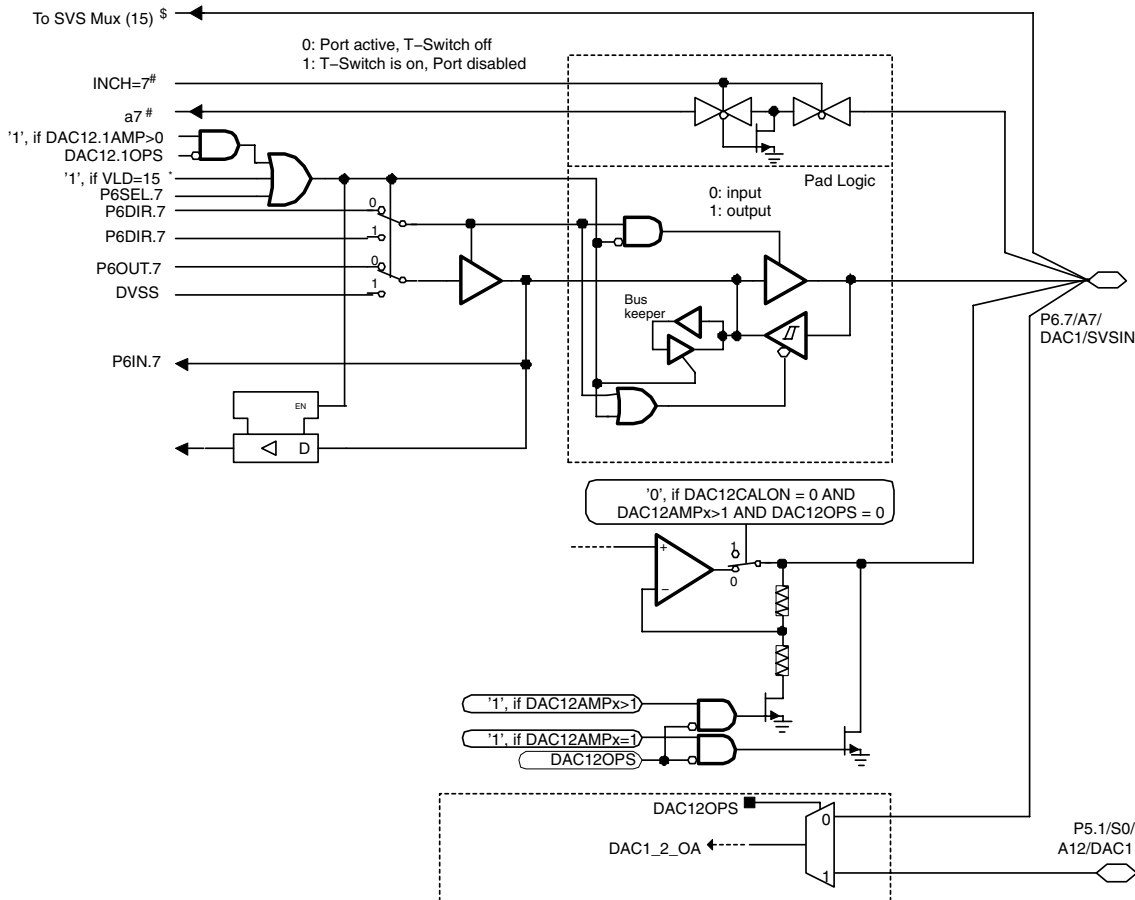 To SVS Mux (15) $
0: Port active, T−Switch off
1: T−Switch is on, Port disabled
INCH=7#
a7 #
'1', if DAC12.1AMP>0
DAC12.1OPS
'1', if VLD=15 *
P6SEL.7
P6DIR.7
0
P6DIR.7
1
P6OUT.7
0
DVSS
1
Pad Logic
0: input
1: output
Bus
keeper
P6.7/A7/
DAC1/SVSIN
P6IN.7
EN
D
'0', if DAC12CALON = 0 AND
DAC12AMPx>1 AND DAC12OPS = 0
+
1
−
0
'1', if DAC12AMPx>1
'1', if DAC12AMPx=1
DAC12OPS
DAC12OPS
0
DAC1_2_OA
1
P5.1/S0/
A12/DAC1